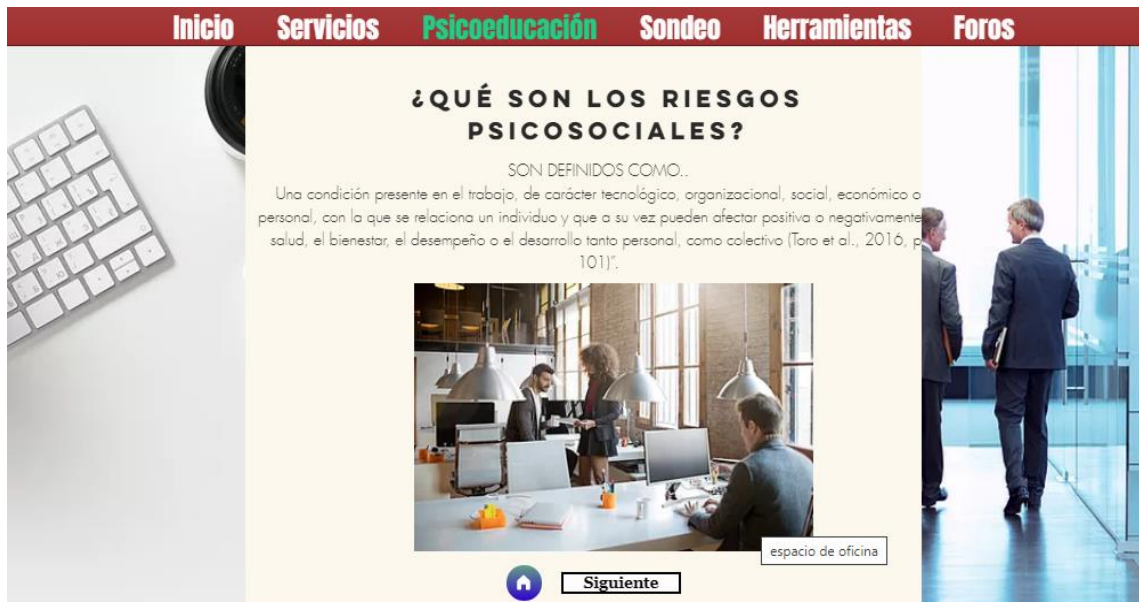 Inicio Servicios Psicoeducación Sondeo Herramientas Foros
¿QUÉ SON LOS RIESGOS
PSICOSOCIALES?
SON DEFINIDOS COMO..
Una condición presente en el trabajo, de carácter tecnológico, organizacional, social, económico o
personal, con la que se relaciona un individuo y que a su vez pueden afectar positiva o negativamente
salud, el bienestar, el desempeño o el desarrollo tanto personal, como colectivo (Toro et al., 2016, p
101)”.
espacio de oficina
Siguiente